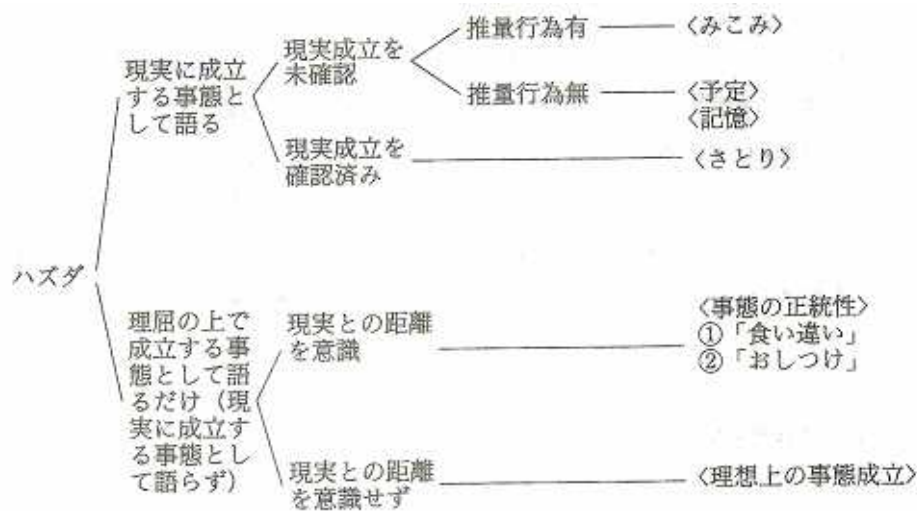 ハズダ
現実に成立
する事態と
して語る
現実成立を
未確認
推量行為有
〈みこみ〉
推量行為無
〈予定〉
〈記憶〉
現実成立を
確認済み
〈さとり〉
理屈の上で
成立する事
態として語
るだけ（現
実に成立す
る事態とし
て語らず）
現実との距離
を意識
〈事態の正統性〉
①「食い違い」
②「おしつけ」
現実との距離
を意識せず
〈理想上の事態成立〉